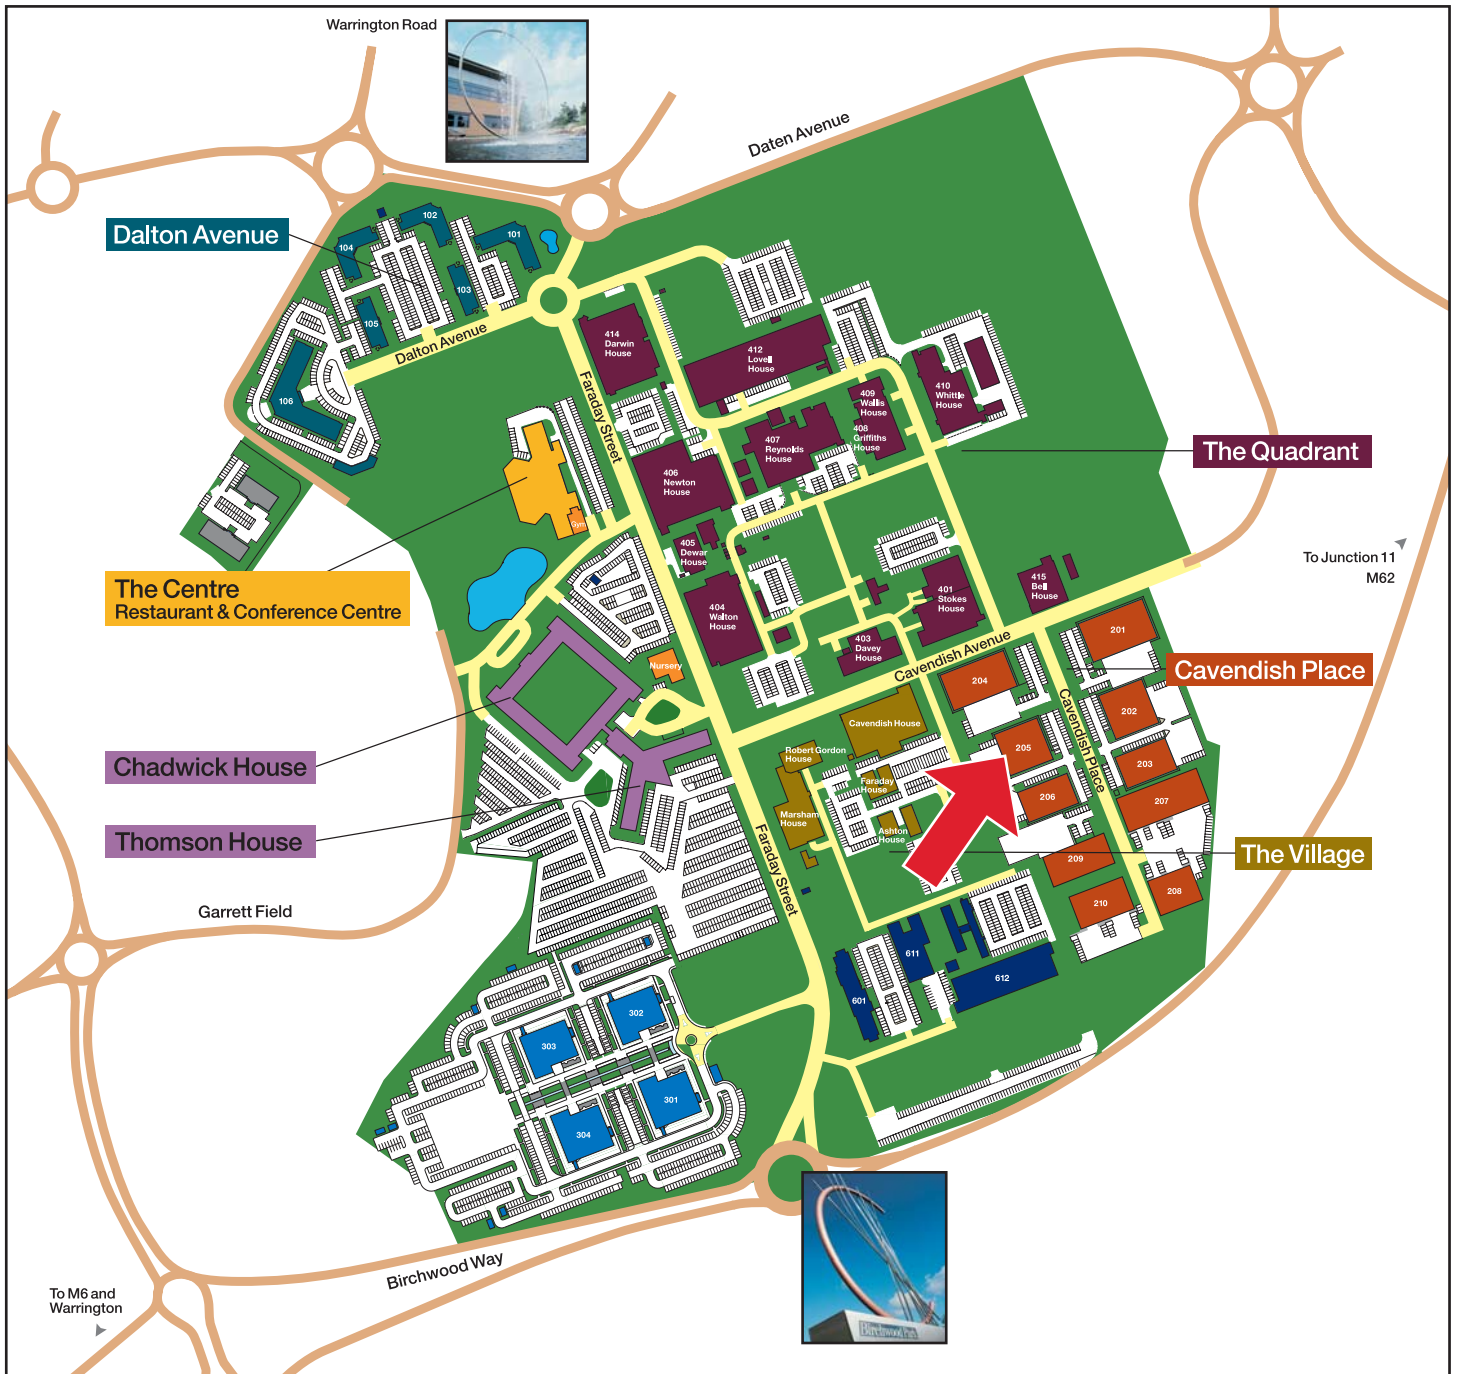 Warrington Road
Daten Avenue
Dalton Avenue
102
101
104
103
105
106
Dalton Avenue
414
Darwin
House
412
Lovell
House
410
Whittle
House
409
Wallis
House
408
Griffiths
House
407
Reynolds
House
406
Newton
House
Faraday Street
The Quadrant
Gym
405
Dewar
House
404
Walton
House
401
Stokes
House
415
Bell
House
403
Davey
House
To Junction 11
M62
The Centre
Restaurant & Conference Centre
Nursery
Cavendish Avenue
201
204
Cavendish Place
202
Cavendish Place
Cavendish House
205
203
Robert Gordon
House
Chadwick House
Faraday
House
206
207
Marsham
House
Ashton
House
Thomson House
The Village
209
208
210
Faraday Street
Garrett Field
611
612
601
302
303
301
304
Birchwood Way
To M6 and
Warrington
Birchwood Park